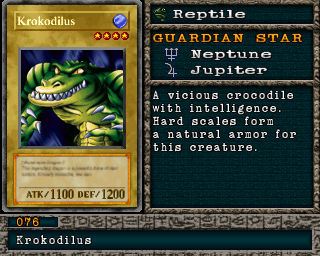 Krokodilus
ATK/1100 DEF/1200
Reptile
GUARDIAN STAR
Neptune
Jupiter
A vicious crocodile
with intelligence.
Hard scales form
a natural armor for
this creature.
076
Krokodilus